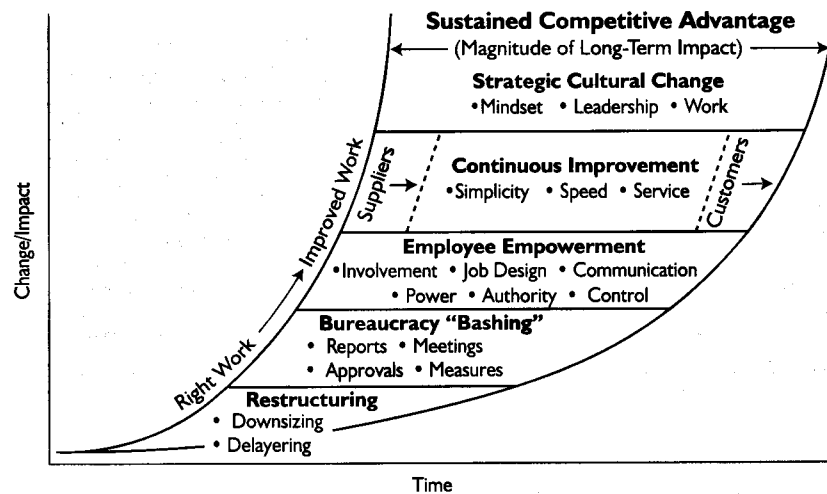 Sustained Competitive Advantage
(Magnitude of Long-Term Impact)
Strategic Cultural Change
•Mindset • Leadership • Work
Suppliers
Continuous Improvement
•Simplicity • Speed • Service
Customers
Employee Empowerment
•Involvement • Job Design • Communication
•Power • Authority • Control
Bureaucracy “Bashing”
• Reports • Meetings
• Approvals • Measures
Restructuring
• Downsizing
• Delayering
Right Work
Improved Work
Change/Impact
Time